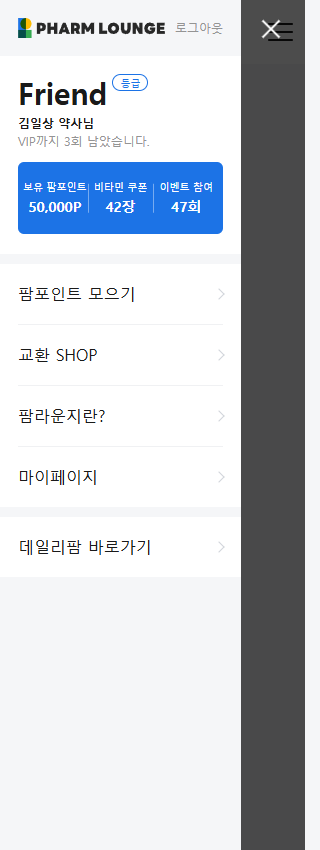 PHARM LOUNGE 로그아웃
Friend 등급
김일상 약사님
VIP까지 3회 남았습니다.
보유 팜포인트 비타민 쿠폰 이벤트 참여
50,000P 42장 47회
팜포인트 모으기
교환 SHOP
팜라운지란?
마이페이지
데일리팜 바로가기